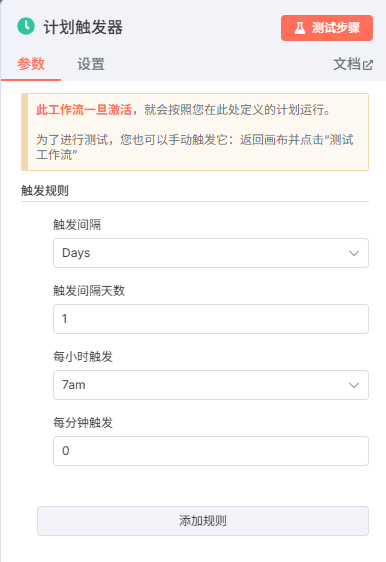 计划触发器
测试步骤
参数
设置
文档
此工作流一旦激活，就会按照您在此处定义的计划运行。
为了进行测试，您也可以手动触发它：返回画布并点击“测试
工作流”
触发规则
触发间隔
Days
触发间隔天数
1
每小时触发
7am
每分钟触发
0
添加规则